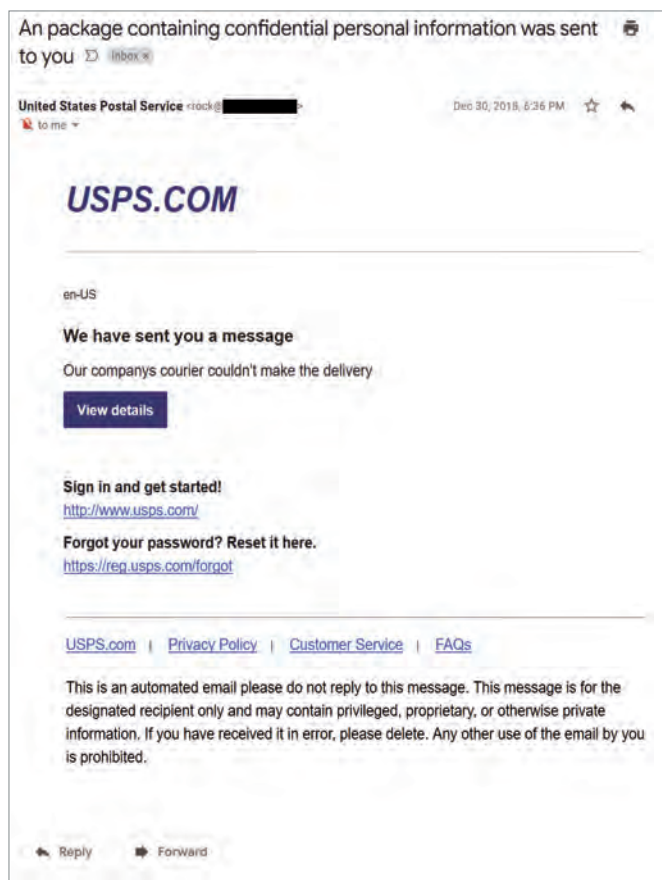 An package containing confidential personal information was sent
to you Inbox ×
United States Postal Service <rock@ >
Dec 30, 2018, 6:36 PM
to me
USPS.COM
en-US
We have sent you a message
Our companys courier couldn't make the delivery
View details
Sign in and get started!
http://www.usps.com/
Forgot your password? Reset it here.
https://reg.usps.com/forgot
USPS.com | Privacy Policy | Customer Service | FAQs
This is an automated email please do not reply to this message. This message is for the
designated recipient only and may contain privileged, proprietary, or otherwise private
information. If you have received it in error, please delete. Any other use of the email by you
is prohibited.
Reply Forward